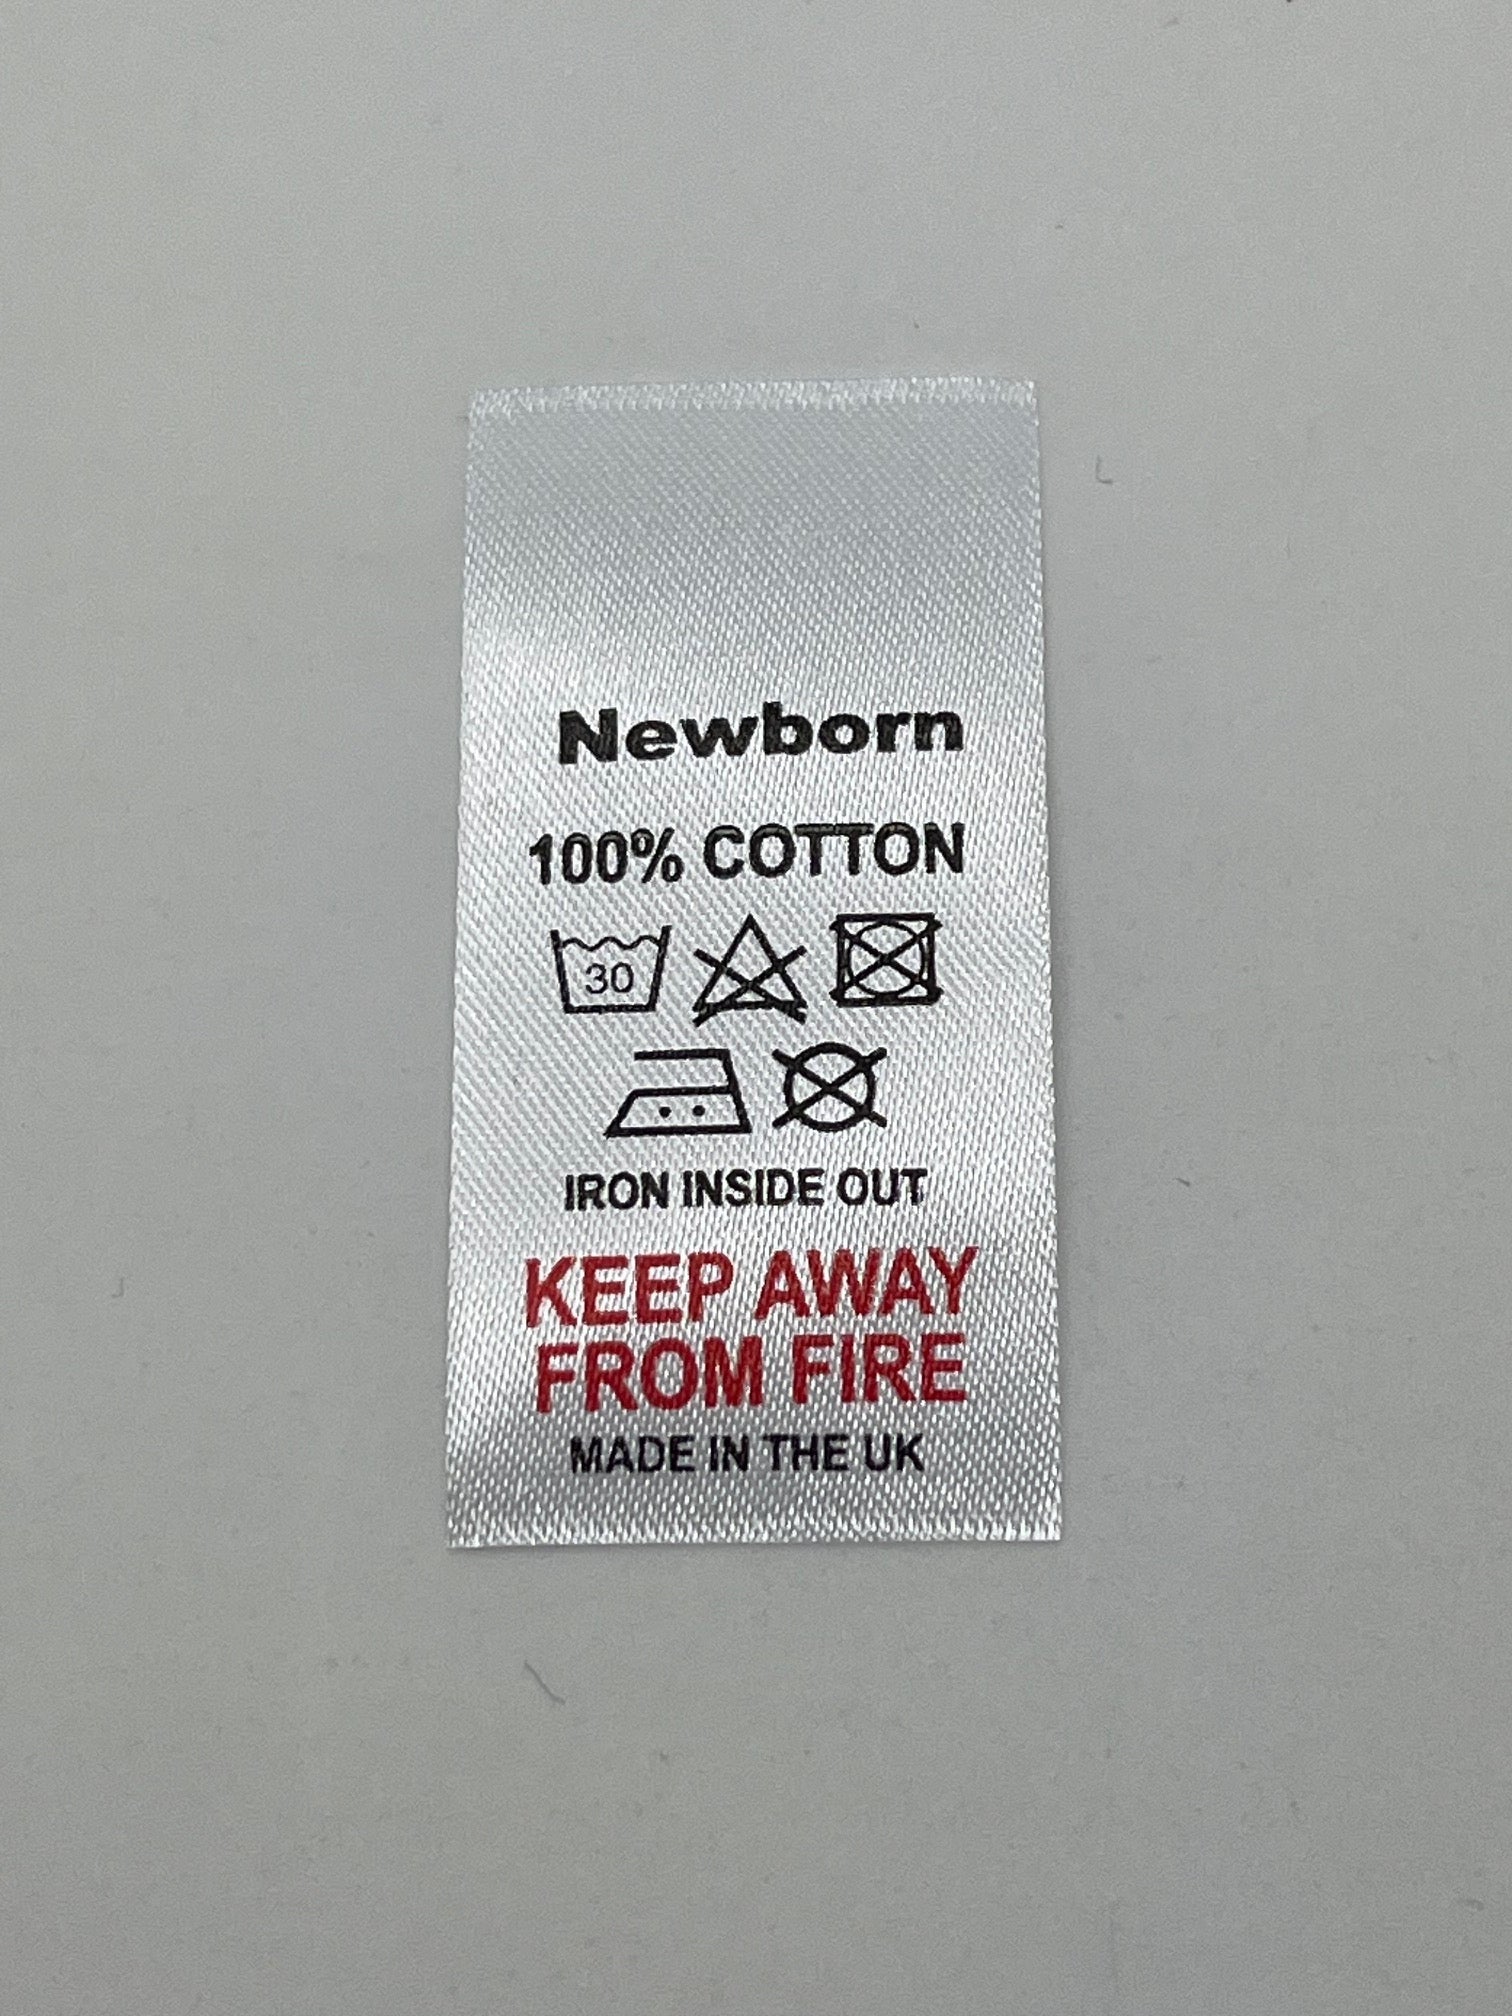 Newborn
100% COTTON
30
IRON INSIDE OUT
KEEP AWAY
FROM FIRE
MADE IN THE UK